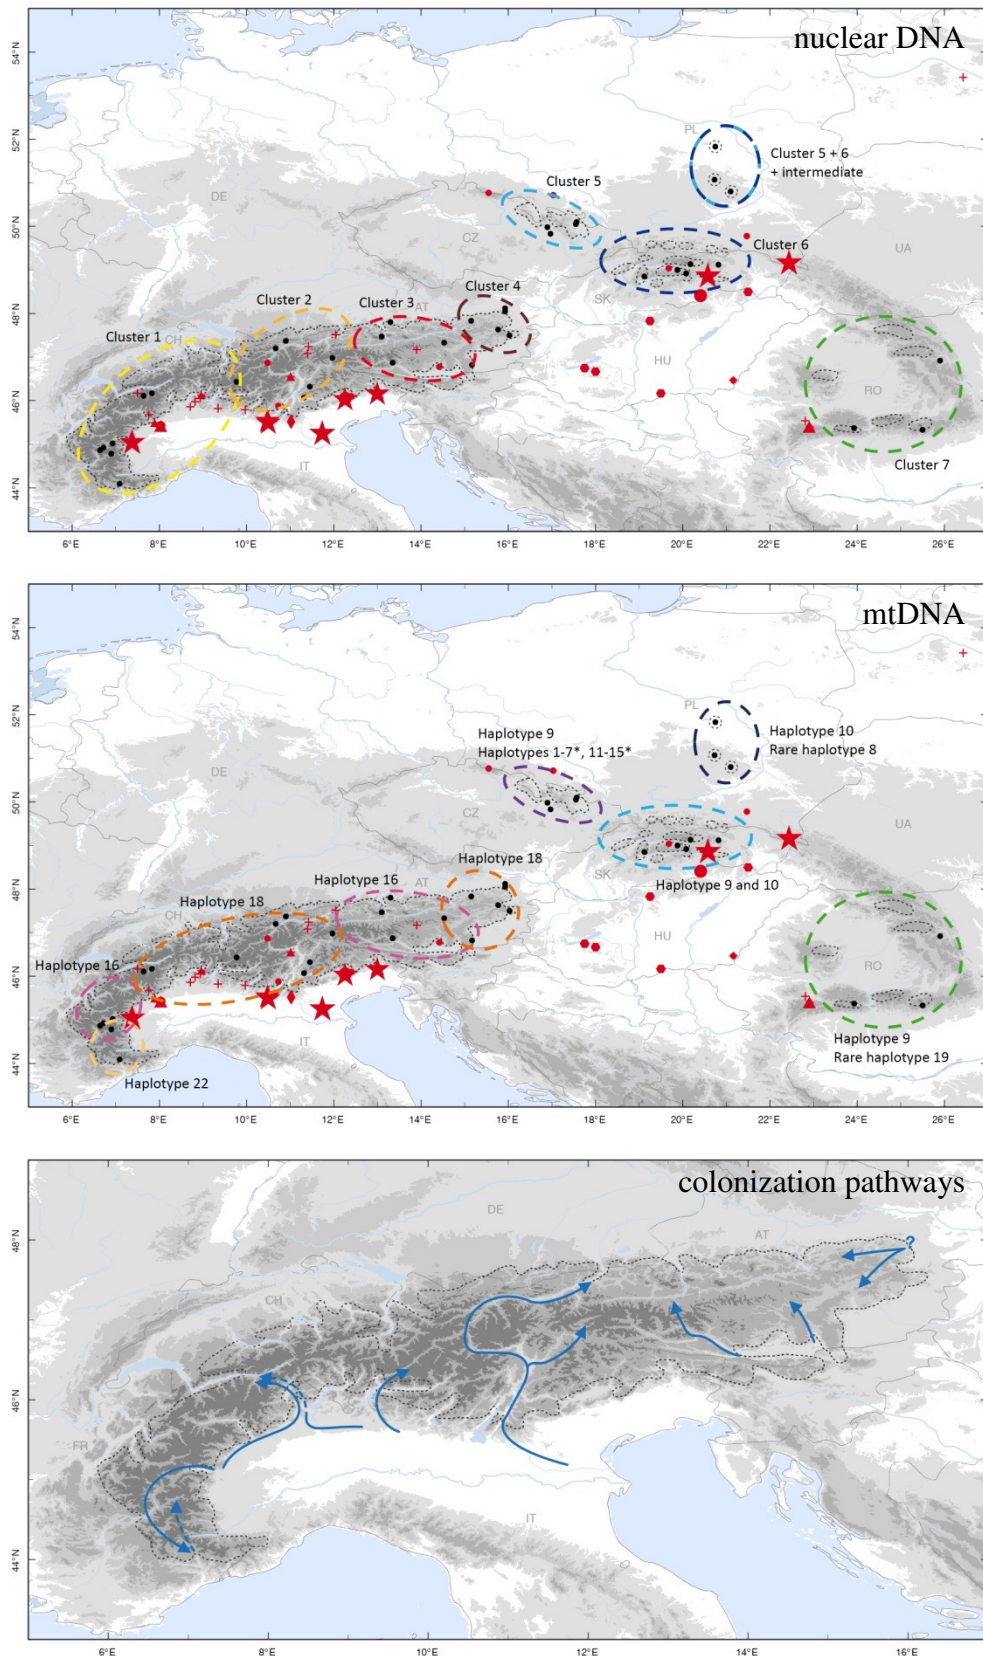 nuclear DNA
54°N
52°N
50°N
48°N
46°N
44°N
PL
Cluster 5 + 6
+ intermediate
DE
Cluster 5
CZ
UA
Cluster 6
SK
Cluster 4
Cluster 2
Cluster 3
AT
Cluster 1
CH
HU
RO
IT
Cluster 7
6°E
8°E
10°E
12°E
14°E
16°E
18°E
20°E
22°E
24°E
26°E
mtDNA
54°N
52°N
50°N
48°N
46°N
44°N
PL
Haplotype 9
Haplotypes 1-7*, 11-15*
Haplotype 10
Rare haplotype 8
DE
CZ
UA
Haplotype 18
SK
Haplotype 9 and 10
Haplotype 16
AT
Haplotype 18
CH
HU
Haplotype 16
RO
IT
Haplotype 9
Rare haplotype 19
Haplotype 22
6°E
8°E
10°E
12°E
14°E
16°E
18°E
20°E
22°E
24°E
26°E
colonization pathways
48°N
46°N
44°N
DE
AT
?
CH
FR
IT
6°E
8°E
10°E
12°E
14°E
16°E